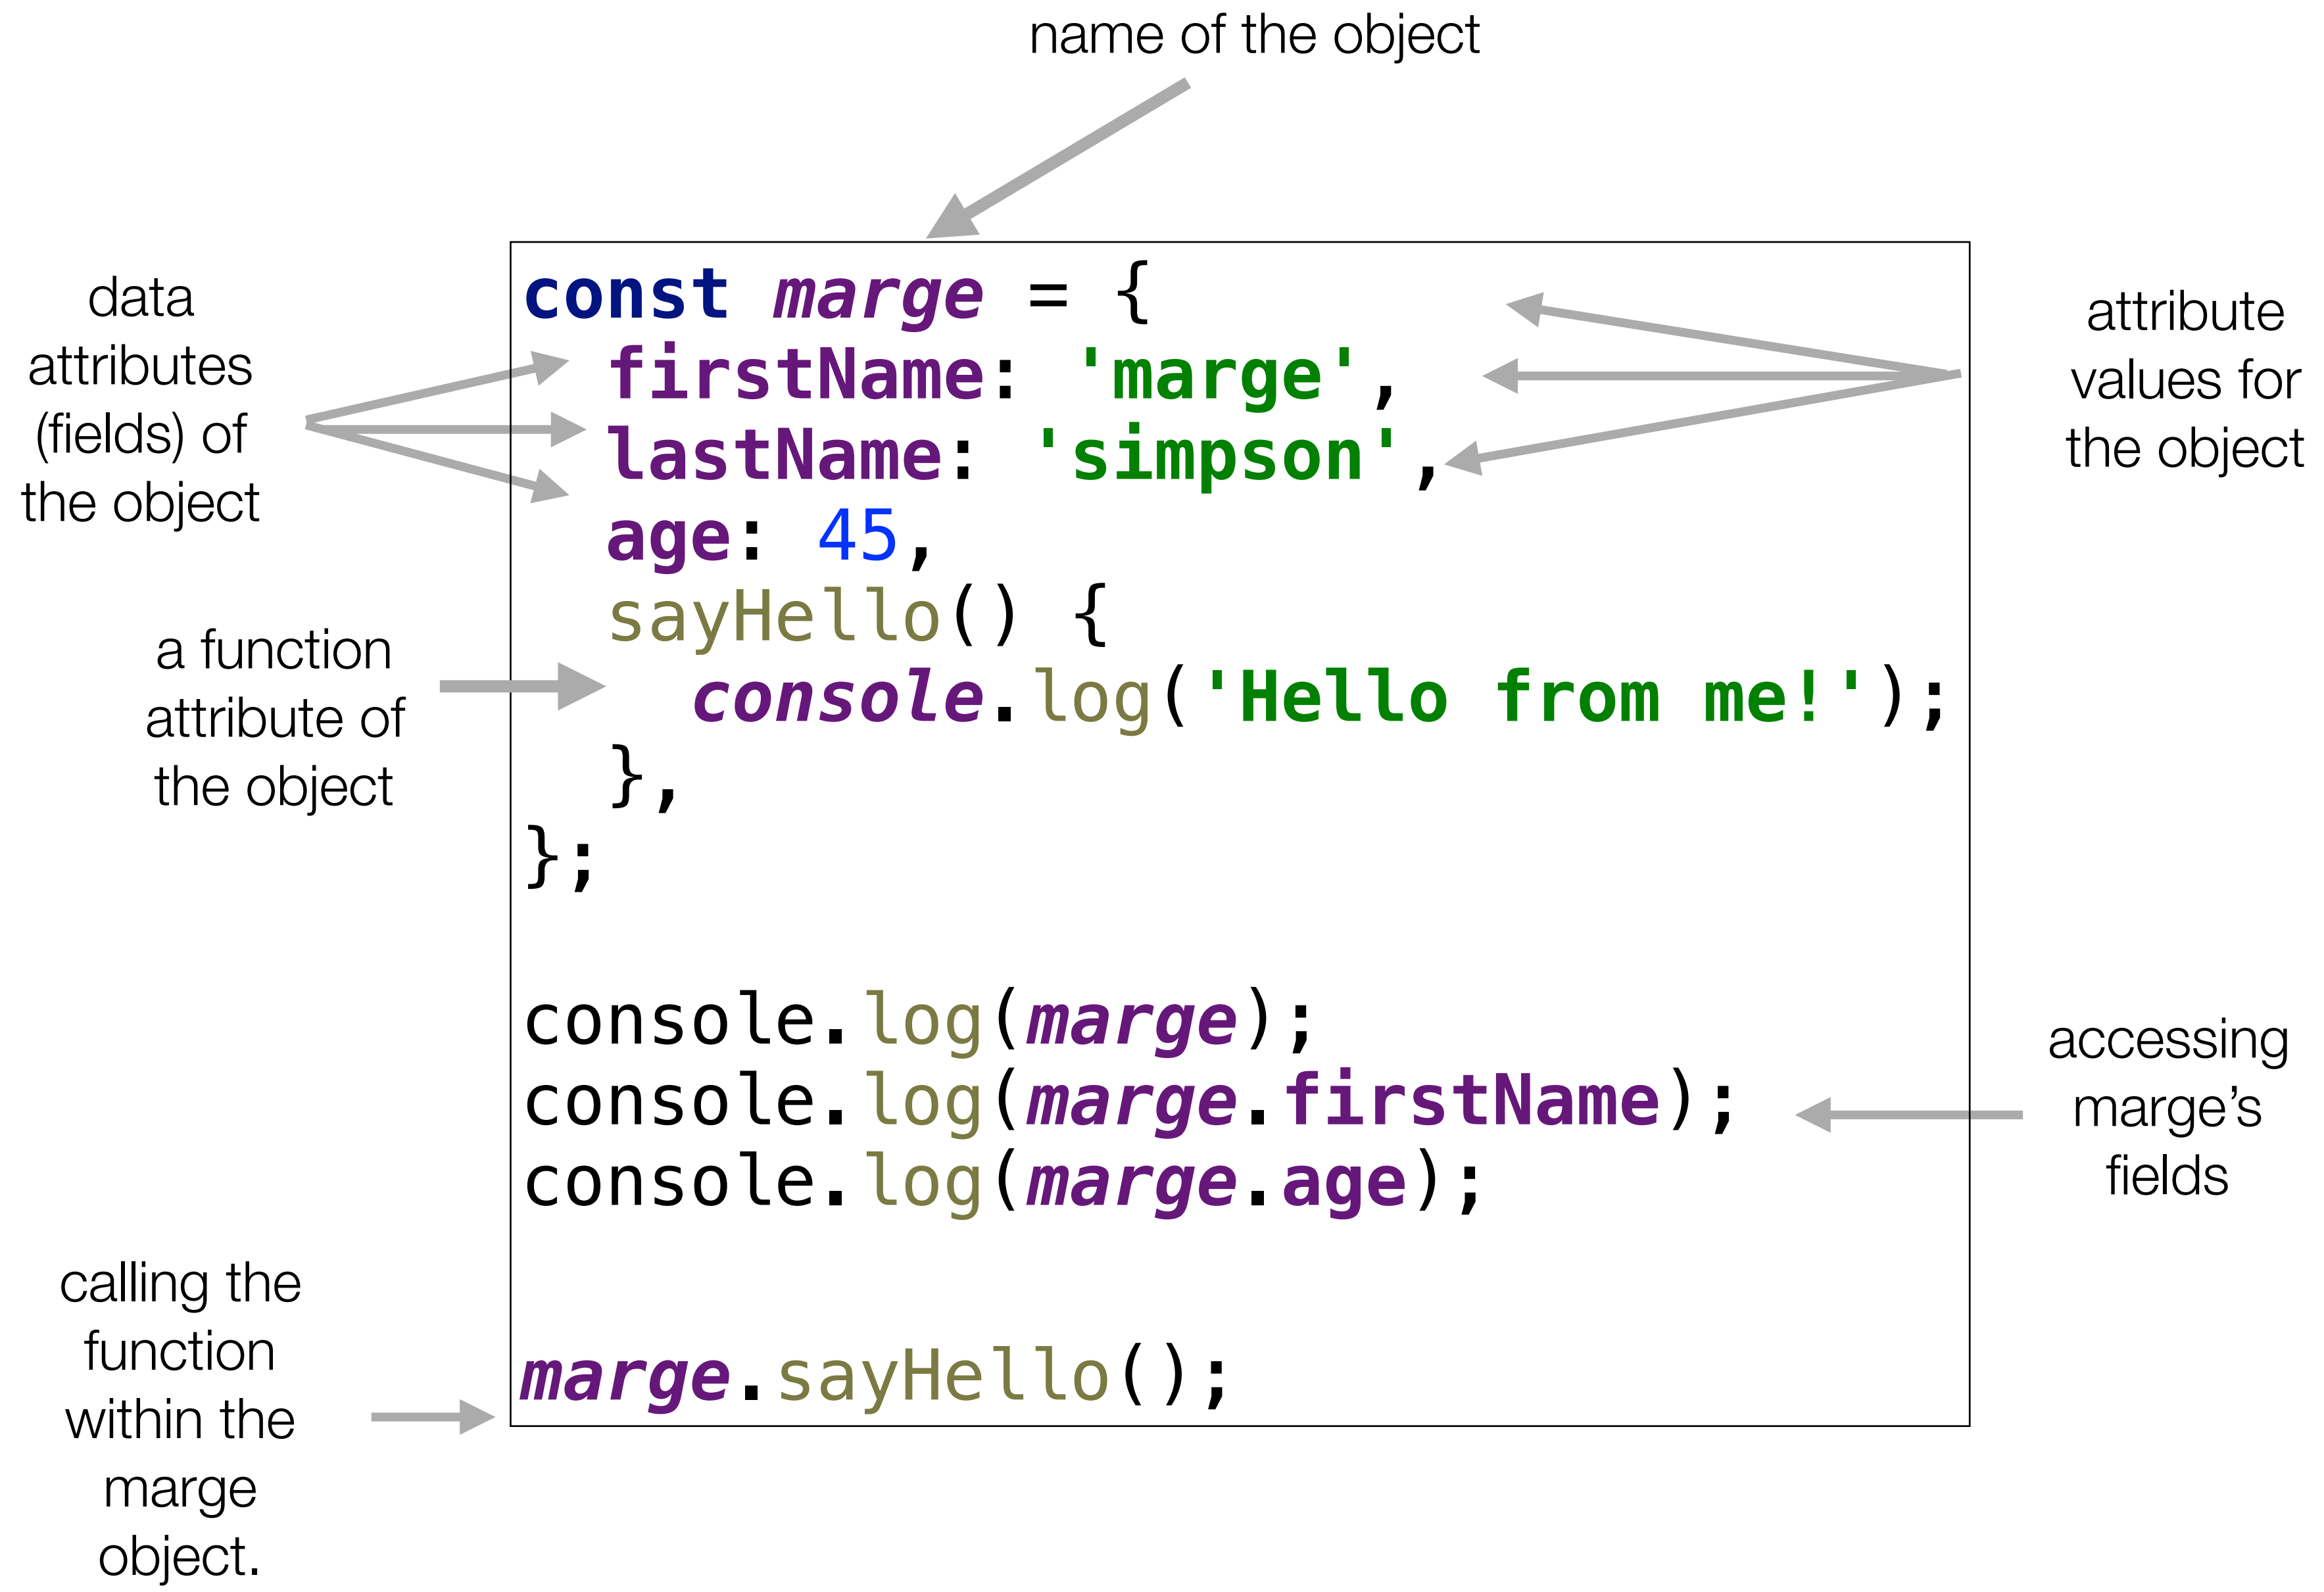 name of the object
data
attributes
(fields) of
the object
attribute
values for
the object
a function
attribute of
the object
const marge = {
  firstName: 'marge',
  lastName: 'simpson',
  age: 45,
  sayHello() {
    console.log('Hello from me!');
  },
};
console.log(marge);
console.log(marge.firstName);
console.log(marge.age);
marge.sayHello();
accessing
marge’s
fields
calling the
function
within the
marge
object.